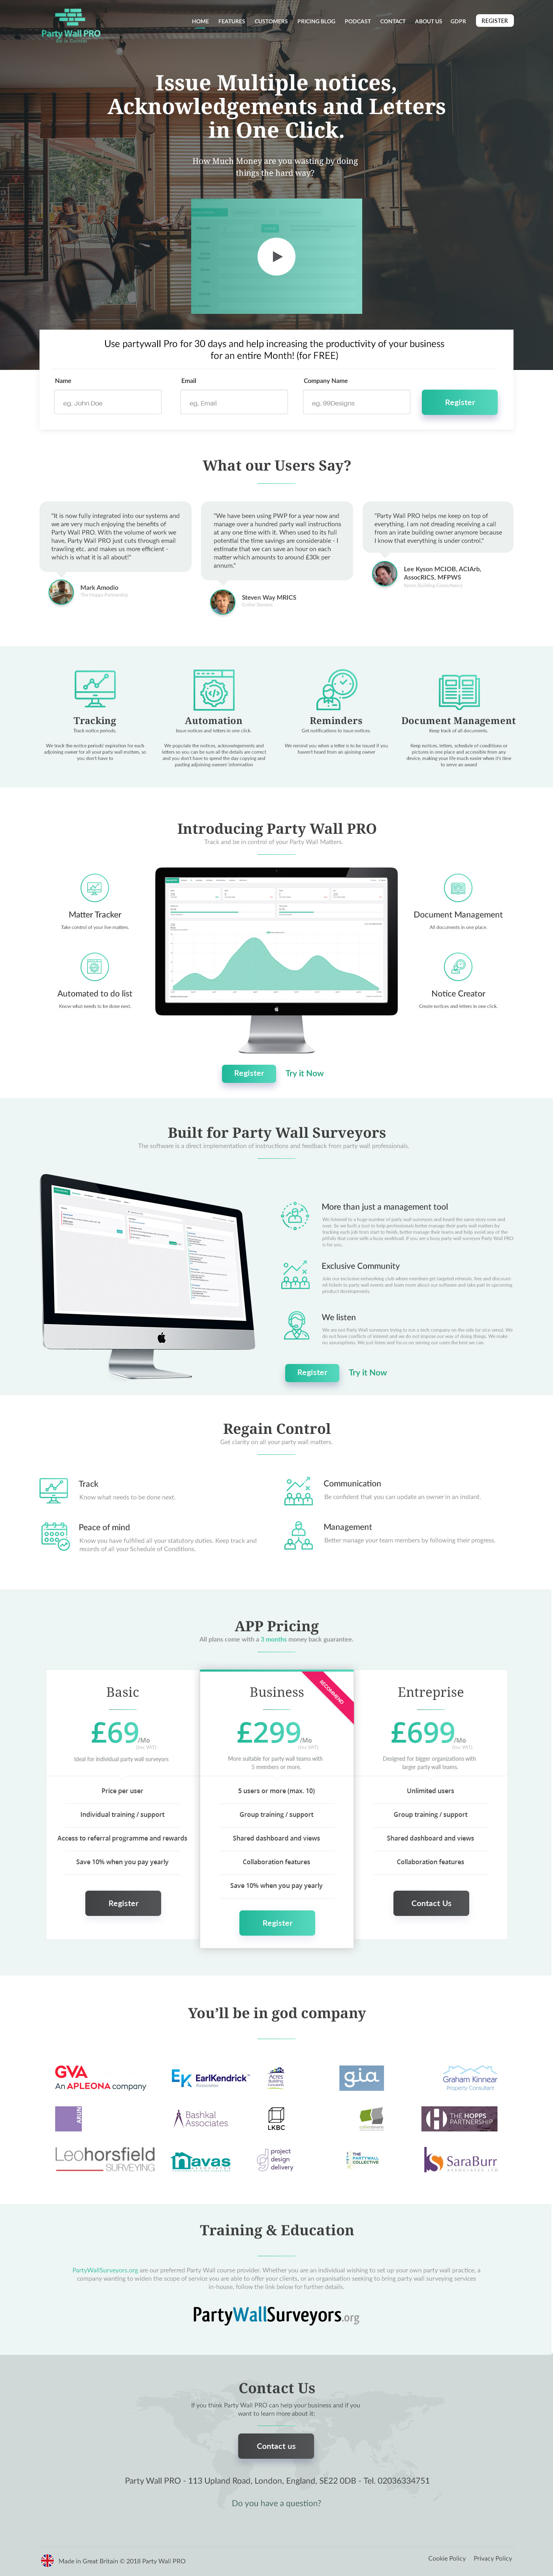 HOME FEATURES CUSTOMERS PRICING BLOG PODCAST CONTACT ABOUT US GDPR REGISTER
Party Wall PRO
Issue Multiple notices,
Acknowledgements and Letters
in One Click.
How Much Money are you wasting by doing
things the hard way?
Use partywall Pro for 30 days and help increasing the productivity of your business
for an entire Month! (for FREE)
Name Email Company Name
eg, John Doe eg, Email eg, 99Designs Register
What our Users Say?
"It is now fully integrated into our systems and
we are very much enjoying the benefits of
Party Wall PRO. With the volume of work we
have, Party Wall PRO just cuts through email
trawling etc. and makes us more efficient -
which is what it is all about!"
Mark Amodio
The Hopps Partnership
"We have been using PWP for a year now and
manage over a hundred party wall instructions
at any one time with it. When used to its full
potential the time savings are considerable - I
estimate that we can save an hour on each
matter which amounts to around £30k per
annum."
Steven Way MRICS
"Party Wall PRO helps me keep on top of
everything. I am not dreading receiving a call
from an irate building owner anymore because
I know that everything is under control."
Lee Kyson MCIOB, ACIArb,
AssocRICS, MFPWS
Tracking
Track notice periods.
We track the notice periods' expiration for each
adjoining owner for all your party wall matters, so
you don't have to
Automation
Issue notices and letters in one click.
We populate the notices, acknowledgements and
letters so you can be sure all the details are correct
and you don't have to spend the day copying and
pasting adjoining owners' information
Reminders
Get notifications to issue notices.
We remind you when a letter is to be issued if you
haven't heard from an ajoining owner
Document Management
Keep track of all documents.
Keep notices, letters, schedule of conditions or
pictures in one place and accessible from any
device, making your life much easier when it's time
to serve an award
Introducing Party Wall PRO
Track and be in control of your Party Wall Matters.
Matter Tracker
Take control of your live matters.
Automated to do list
Know what needs to be done next.
Document Management
All documents in one place.
Notice Creator
Create notices and letters in one click.
Register Try it Now
Built for Party Wall Surveyors
The software is a direct implementation of instructions and feedback from party wall professionals.
More than just a management tool
We listened to a huge number of party wall surveyors and heard the same story over and
over. So we built a tool to help professionals better manage their party wall matters by
tracking each job from start to finish, better manage their teams and help avoid any of the
pitfalls that come with a busy workload. If you are a busy party wall surveyors Party Wall PRO
is for you.
Exclusive Community
Join our exclusive networking club where members get targeted referrals, free and discount-
ed tickets to party wall events and learn more about our software and take part in upcoming
product developments.
We listen
We are not Party Wall surveyors trying to run a tech company on the side (or vice versa). We
do not have conflicts of interest and we do not impose our way of doing things. We make
no assumptions. We just listen and focus on serving our users the best we can.
Register Try it Now
Regain Control
Get clarity on all your party wall matters.
Track
Know what needs to be done next.
Communication
Be confident that you can update an owner in an instant.
Peace of mind
Know you have fulfilled all your statutory duties. Keep track and
records of all your Schedule of Conditions.
Management
Better manage your team members by following their progress.
APP Pricing
All plans come with a 3 months money back guarantee.
Basic
£69/Mo
(Inc VAT)
Ideal for individual party wall surveyors
Price per user
Individual training / support
Access to referral programme and rewards
Save 10% when you pay yearly
Register
RECOMMEND
Business
£299/Mo
(Inc VAT)
More suitable for party wall teams with
5 members or more.
5 users or more (max. 10)
Group training / support
Shared dashboard and views
Collaboration features
Save 10% when you pay yearly
Register
Entreprise
£699/Mo
(Inc VAT)
Designed for bigger organizations with
larger party wall teams.
Unlimited users
Group training / support
Shared dashboard and views
Collaboration features
Contact Us
You'll be in god company
GVA
An APLEONA company
EK EarlKendrick
Associates
Acres
gia
Graham Kinnear
Property Consultant
ARUN
Bashkal
Associates
LKBC
THE HOPPS
PARTNERSHIP
Leohorsfield
SURVEYING
avas
project
design
delivery
THE
PARTYWALL
COLLECTIVE
SaraBurr
ASSOCIATES LTD
Training & Education
PartyWallSurveyors.org are our preferred Party Wall course provider. Whether you are an individual wishing to set up your own party wall practice, a
company wanting to widen the scope of service you are able to offer your clients, or an organisation seeking to bring party wall surveying services
in-house, follow the link below for further details.
PartyWallSurveyors.org
Contact Us
If you think Party Wall PRO can help your business and if you
want to learn more about it:
Contact us
Party Wall PRO - 113 Upland Road, London, England, SE22 0DB - Tel. 02036334751
Do you have a question?
Made in Great Britain © 2018 Party Wall PRO Cookie Policy Privacy Policy